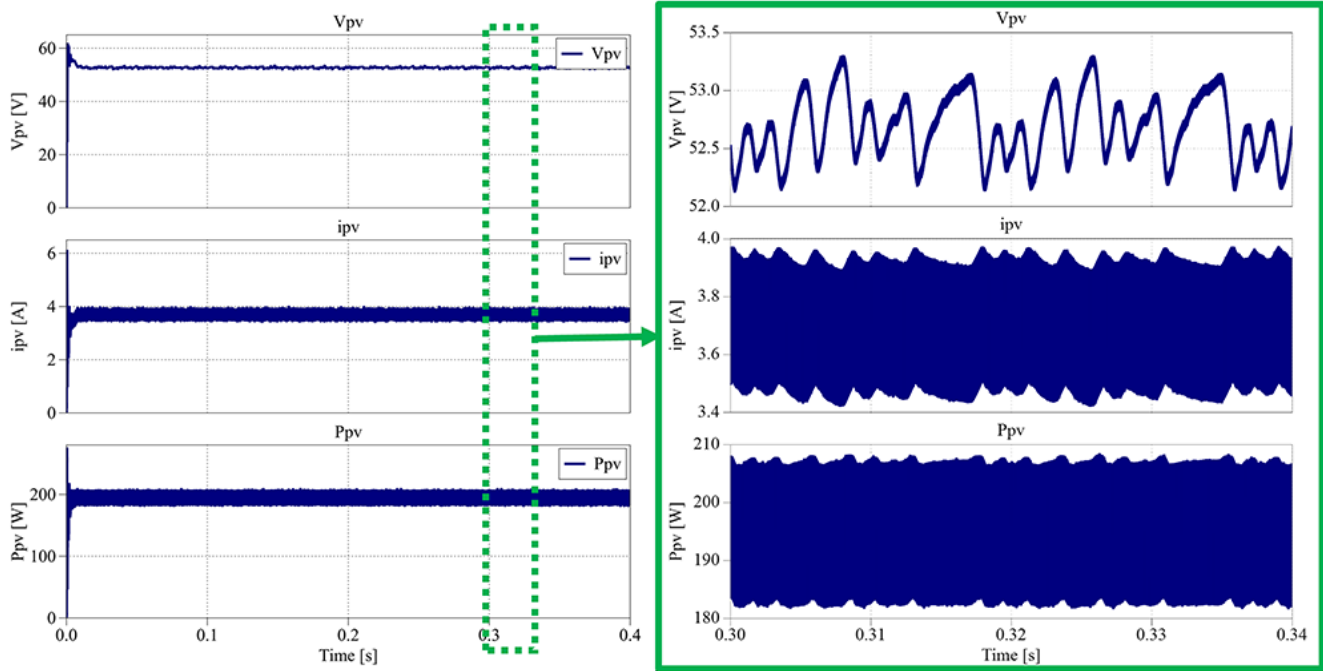 Vpv
Vpv [V]
60
40
20
0
Vpv
ipv
ipv [A]
6
4
2
0
ipv
Ppv
Ppv [W]
200
100
0
Ppv
0.0 0.1 0.2 0.3 0.4
Time [s]
Vpv
Vpv [V]
53.5
53.0
52.5
52.0
ipv
ipv [A]
4.0
3.8
3.6
3.4
Ppv
Ppv [W]
210
200
190
180
0.30 0.31 0.32 0.33 0.34
Time [s]